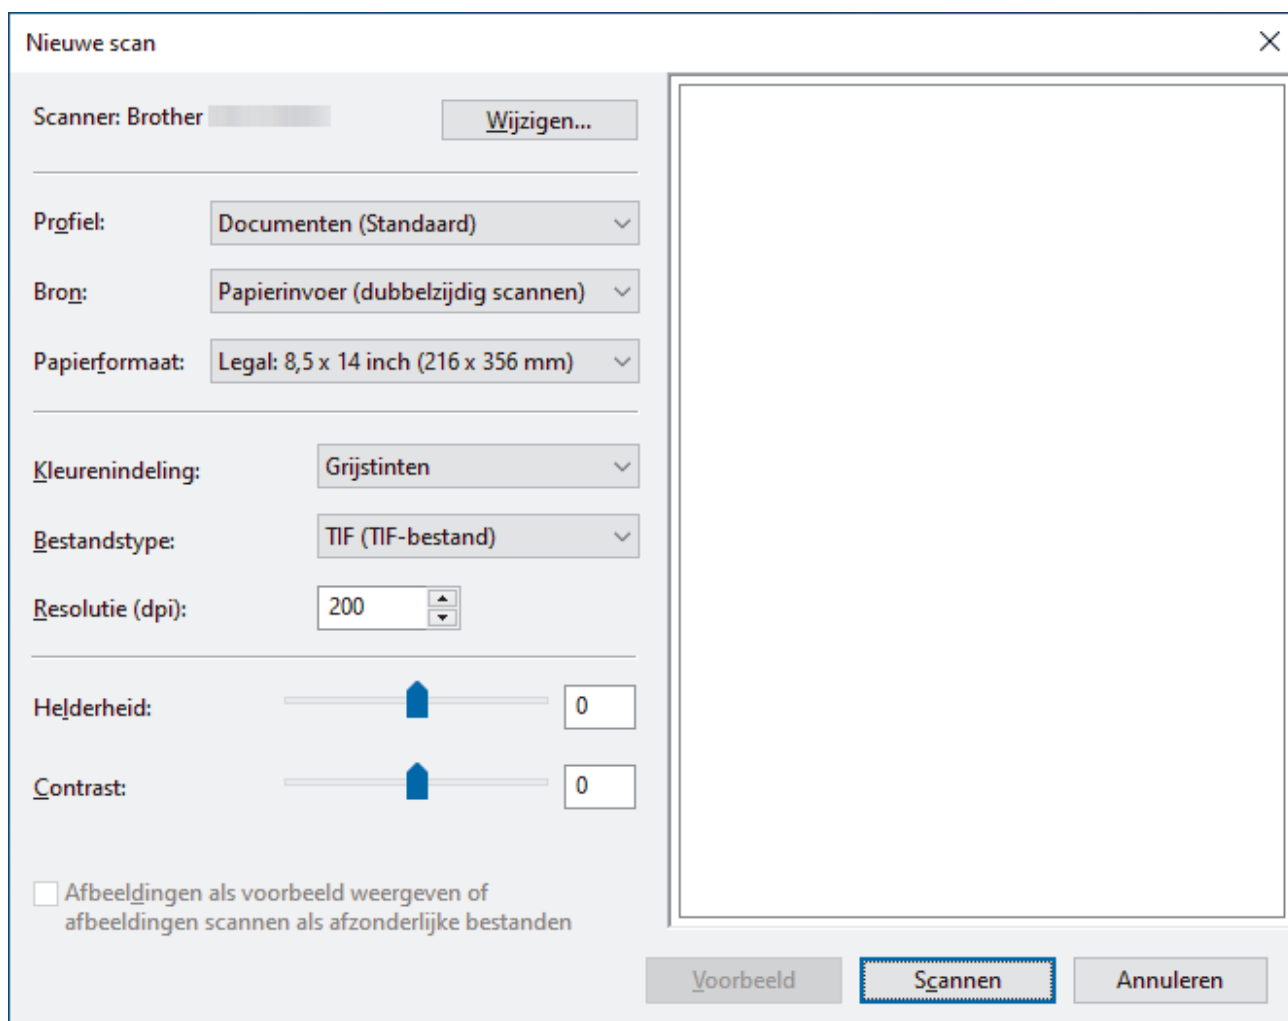 Nieuwe scan
Scanner: Brother
Wijzigen...
Profiel: Documenten (Standaard)
Bron: Papierinvoer (dubbelzijdig scannen)
Papierformaat: Legal: 8,5 x 14 inch (216 x 356 mm)
Kleurenindeling: Grijstinten
Bestandstype: TIF (TIF-bestand)
Resolutie (dpi): 200
Helderheid: 0
Contrast: 0
Afbeeldingen als voorbeeld weergeven of
afbeeldingen scannen als afzonderlijke bestanden
Voorbeeld
Scannen
Annuleren